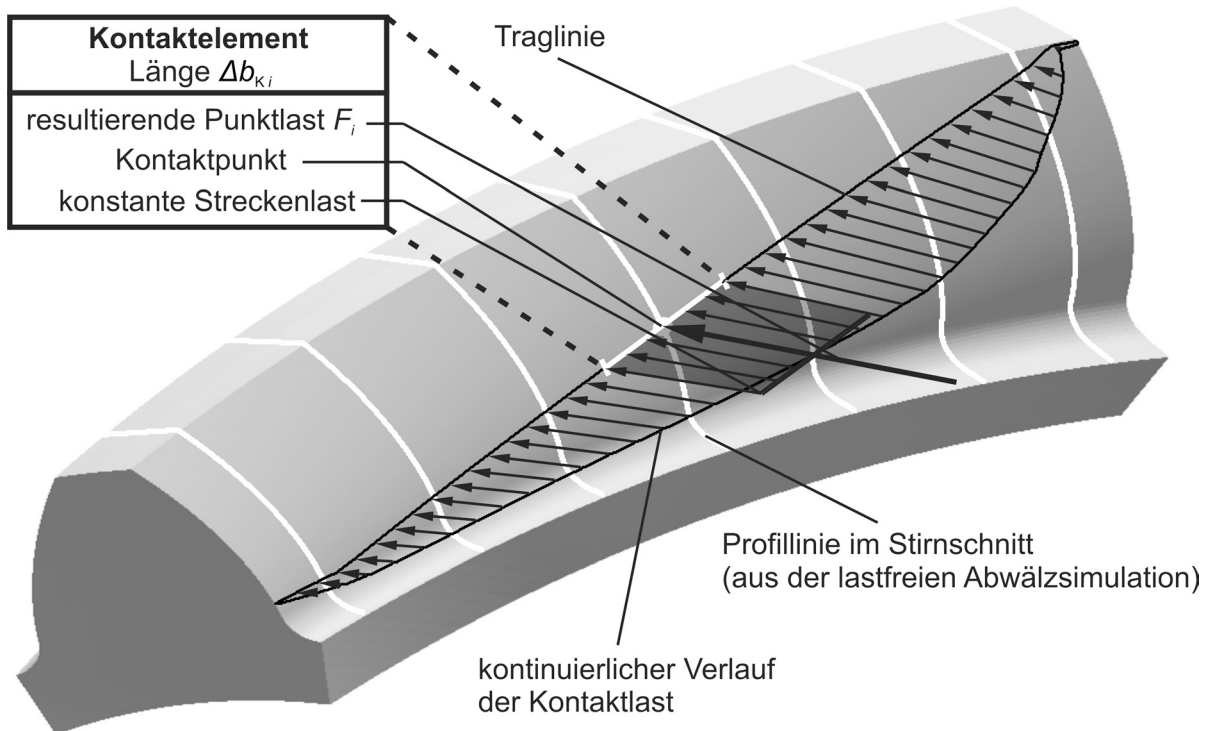 Kontaktelement
Länge Δb_K i
resultierende Punktlast F_i
Kontaktpunkt
konstante Streckenlast
Traglinie
Profillinie im Stirnschnitt
(aus der lastfreien Abwälzsimulation)
kontinuierlicher Verlauf
der Kontaktlast